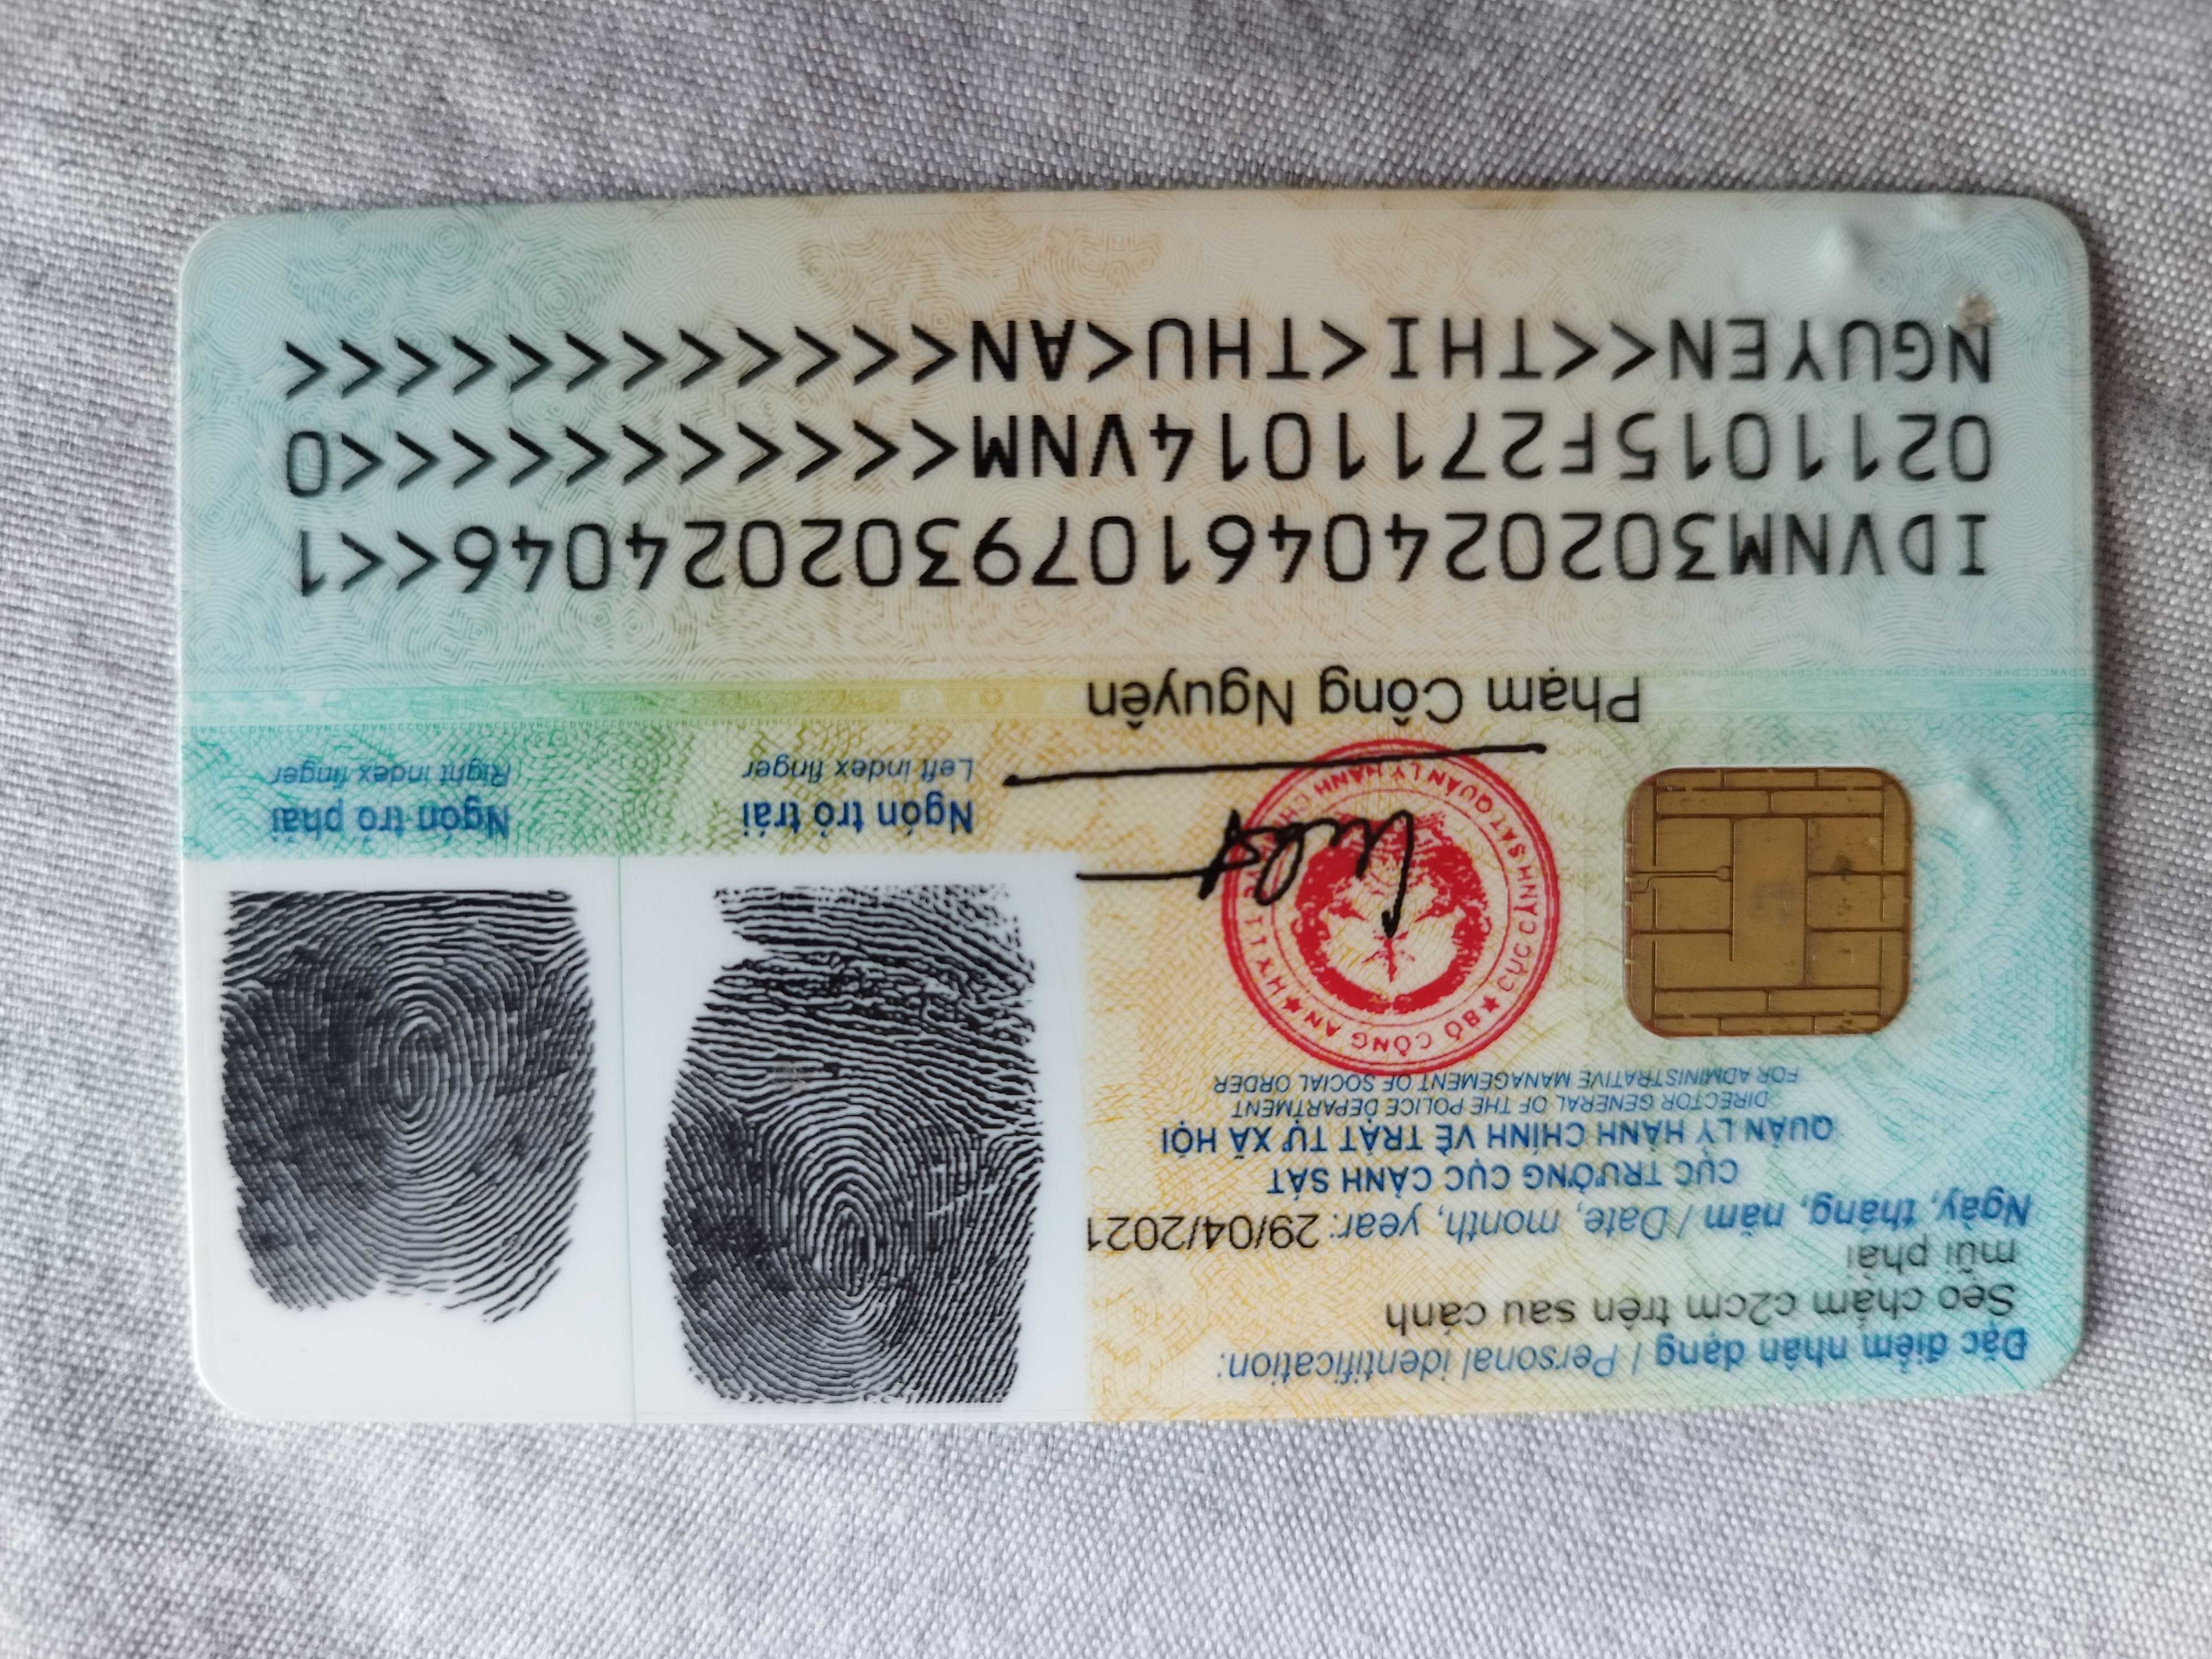 Đặc điểm nhân dạng / Personal identification:
Sẹo chấm c2cm trên sau cánh
mũi phải
Ngày, tháng, năm / Date, month, year: 29/04/2021
CỤC TRƯỞNG CỤC CẢNH SÁT
QUẢN LÝ HÀNH CHÍNH VỀ TRẬT TỰ XÃ HỘI
DIRECTOR GENERAL OF THE POLICE DEPARTMENT
FOR ADMINISTRATIVE MANAGEMENT OF SOCIAL ORDER
BỘ CÔNG AN
CỤC CẢNH SÁT QUẢN LÝ HÀNH
Phạm Công Nguyên
Ngón trỏ trái
Left index finger
Ngón trỏ phải
Right index finger
IDVNM3020240461079302024046<<1
0211015F2711014VNM<<<<<<<<<<<0
NGUYEN<<THI<THU<AN<<<<<<<<<<<<